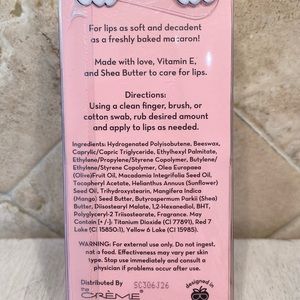 For lips as soft and decadent
as a freshly baked macaron!
Made with love, Vitamin E,
and Shea Butter to care for lips.
Directions:
Using a clean finger, brush, or
cotton swab, rub desired
amount and apply to lips as needed.
Ingredients: Hydrogenated Polyisobutene, Beeswax,
Caprylic/Capric Triglyceride, Ethylhexyl Palmitate,
Ethylene/Propylene/Styrene Copolymer, Butylene/
Ethylene/Styrene Copolymer, Olea Europaea
(Olive)Fruit Oil, Macadamia Integrifolia Seed Oil,
Tocopheryl Acetate, Helianthus Annuus (Sunflower)
Seed Oil, Trihydroxystearin, Mangifera Indica
(Mango) Seed Butter, Butyrospermum Parkii (Shea)
Butter, Diisostearyl Malate, 1,2-Hexanediol, BHT,
Polyglyceryl-2 Triisostearate, Fragrance. May
Contain (+/-): Titanium Dioxide (CI 77891), Red 7
Lake (CI 15850:1), Yellow 6 Lake (CI 15985).
WARNING: For external use only. Do not ingest,
not a food. Effectiveness may vary per skin
type. Stop use immediately and consult a
physician if problems occur after use.
Distributed By SC306J26 designed in
the
CRÈME